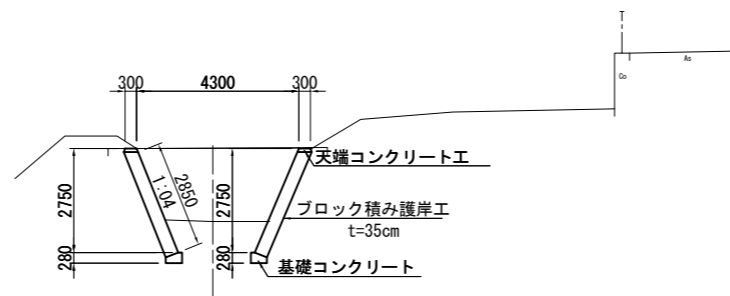 T
Co
As
300
4300
300
天端コンクリート工
2750
1:04
2850
2750
ブロック積み護岸工
t=35cm
280
280
基礎コンクリート